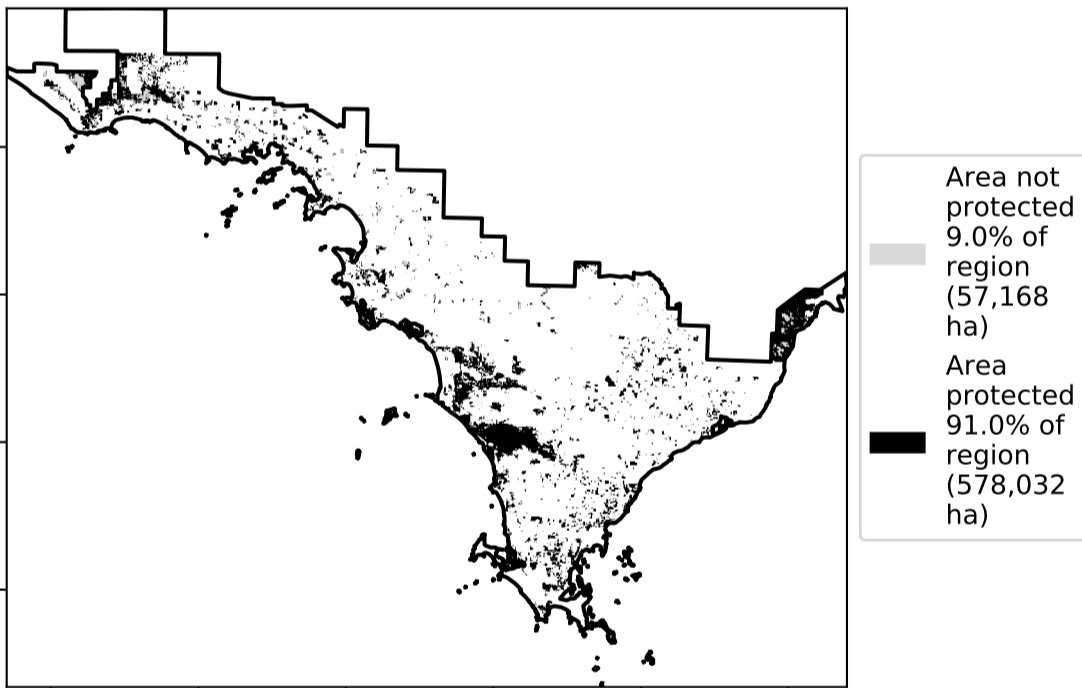 Area not
protected
9.0% of
region
(57,168
ha)
Area
protected
91.0% of
region
(578,032
ha)